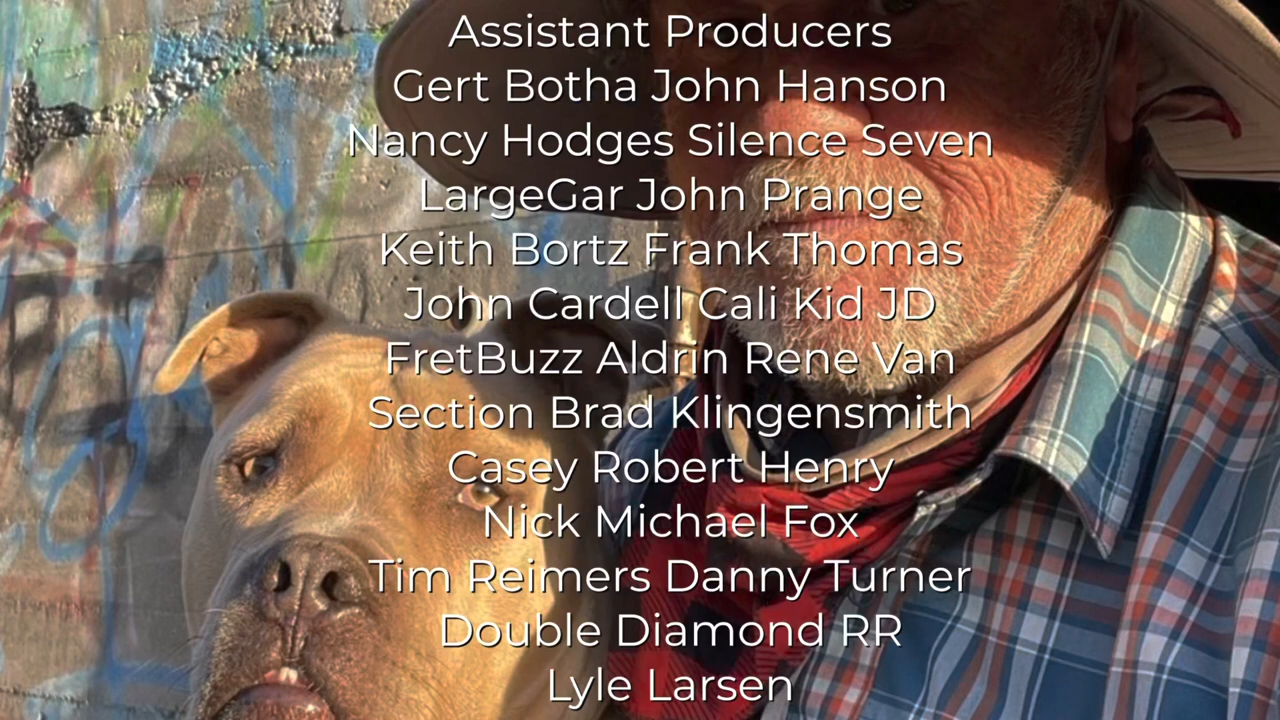 Assistant Producers
Gert Botha John Hanson
Nancy Hodges Silence Seven
LargeGar John Prange
Keith Bortz Frank Thomas
John Cardell Cali Kid JD
FretBuzz Aldrin Rene Van
Section Brad Klingensmith
Casey Robert Henry
Nick Michael Fox
Tim Reimers Danny Turner
Double Diamond RR
Lyle Larsen